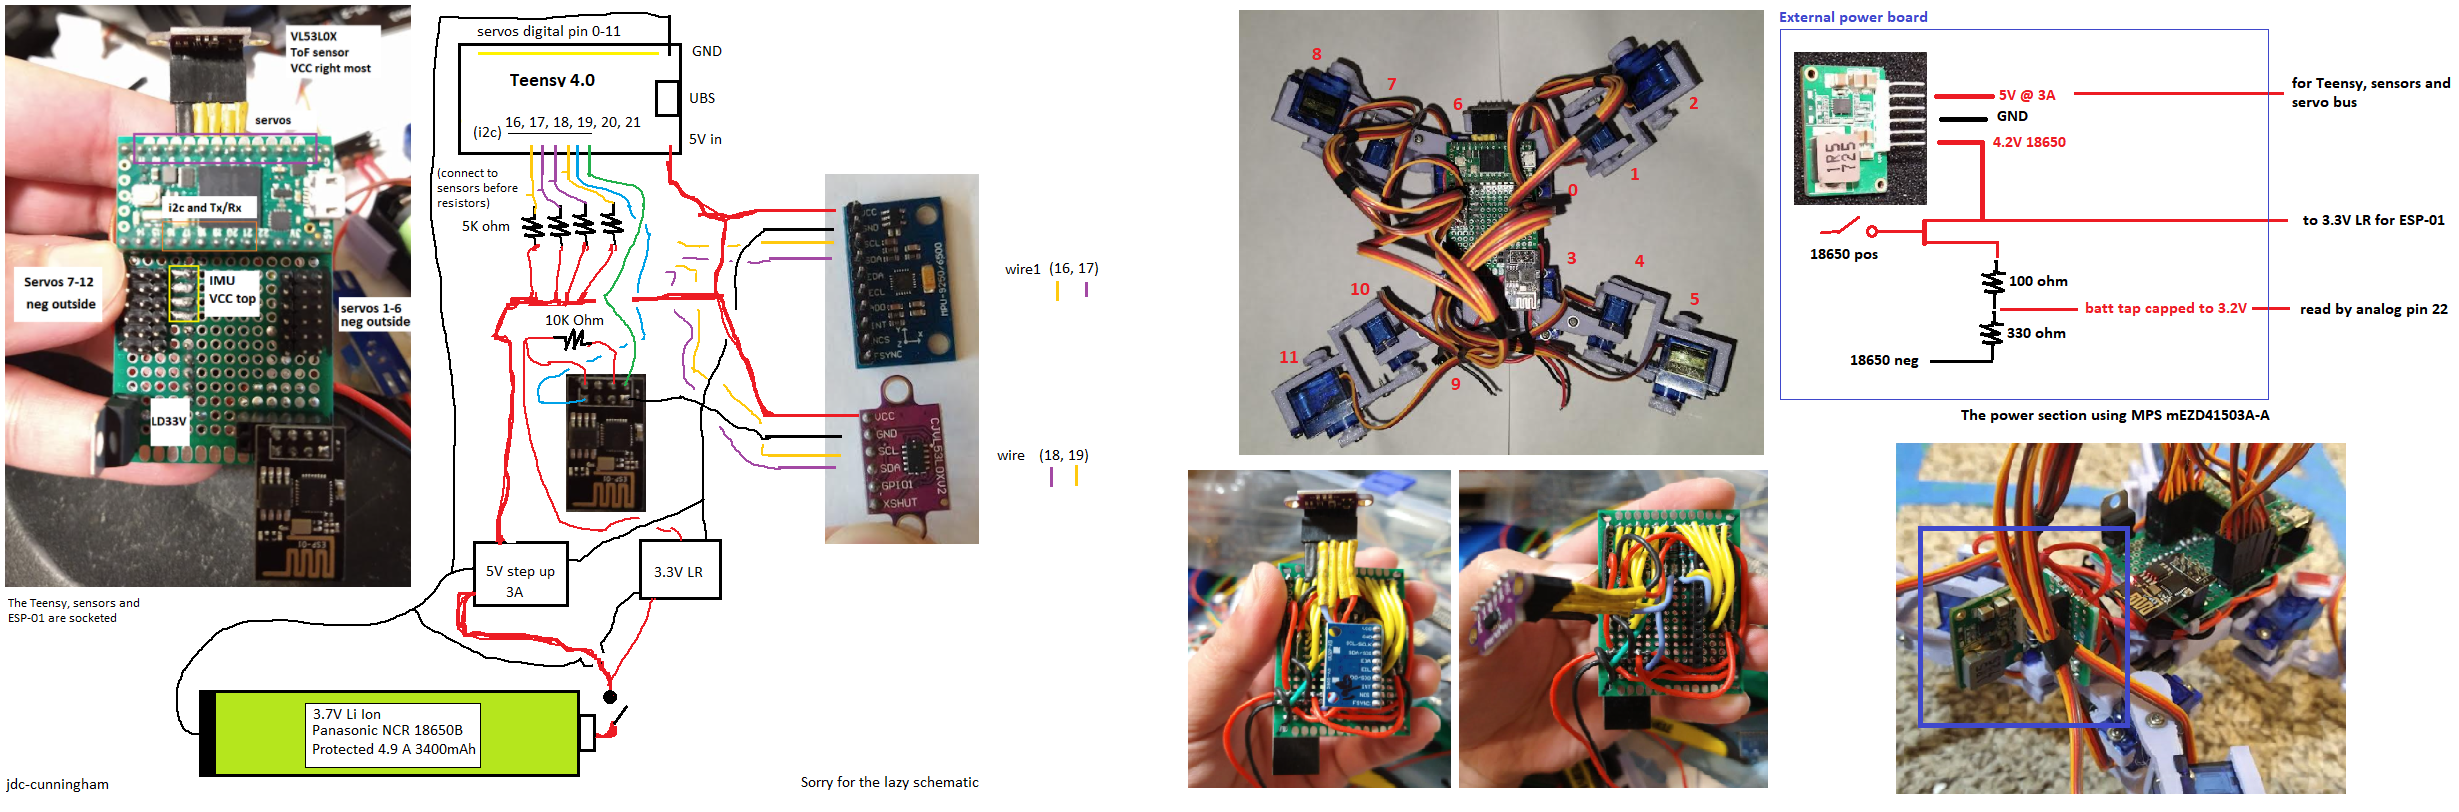 VL53L0X
ToF sensor
VCC right most
servos
i2c and Tx/Rx
Servos 7-12
neg outside
IMU
VCC top
servos 1-6
neg outside
LD33V
ESP-01
The Teensy, sensors and
ESP-01 are socketed
servos digital pin 0-11
GND
Teensy 4.0
UBS
(i2c) 16, 17, 18, 19, 20, 21
5V in
(connect to
sensors before
resistors)
5K ohm
10K Ohm
VCC
GND
SCL
SDA
EDA
ECL
ADO
INT
NCS
FSYNC
MPU-9250/6500
wire1 (16, 17)
VCC
GND
SCL
SDA
GPIO1
XSHUT
CJVL53L0XV2
wire (18, 19)
ESP-01
5V step up
3A
3.3V LR
3.7V Li Ion
Panasonic NCR 18650B
Protected 4.9 A 3400mAh
jdc-cunningham
Sorry for the lazy schematic
8
7
6
2
1
0
3
4
5
10
11
9
External power board
1R5
725
5V @ 3A
GND
4.2V 18650
for Teensy, sensors and
servo bus
18650 pos
to 3.3V LR for ESP-01
100 ohm
batt tap capped to 3.2V
read by analog pin 22
330 ohm
18650 neg
The power section using MPS mEZD41503A-A